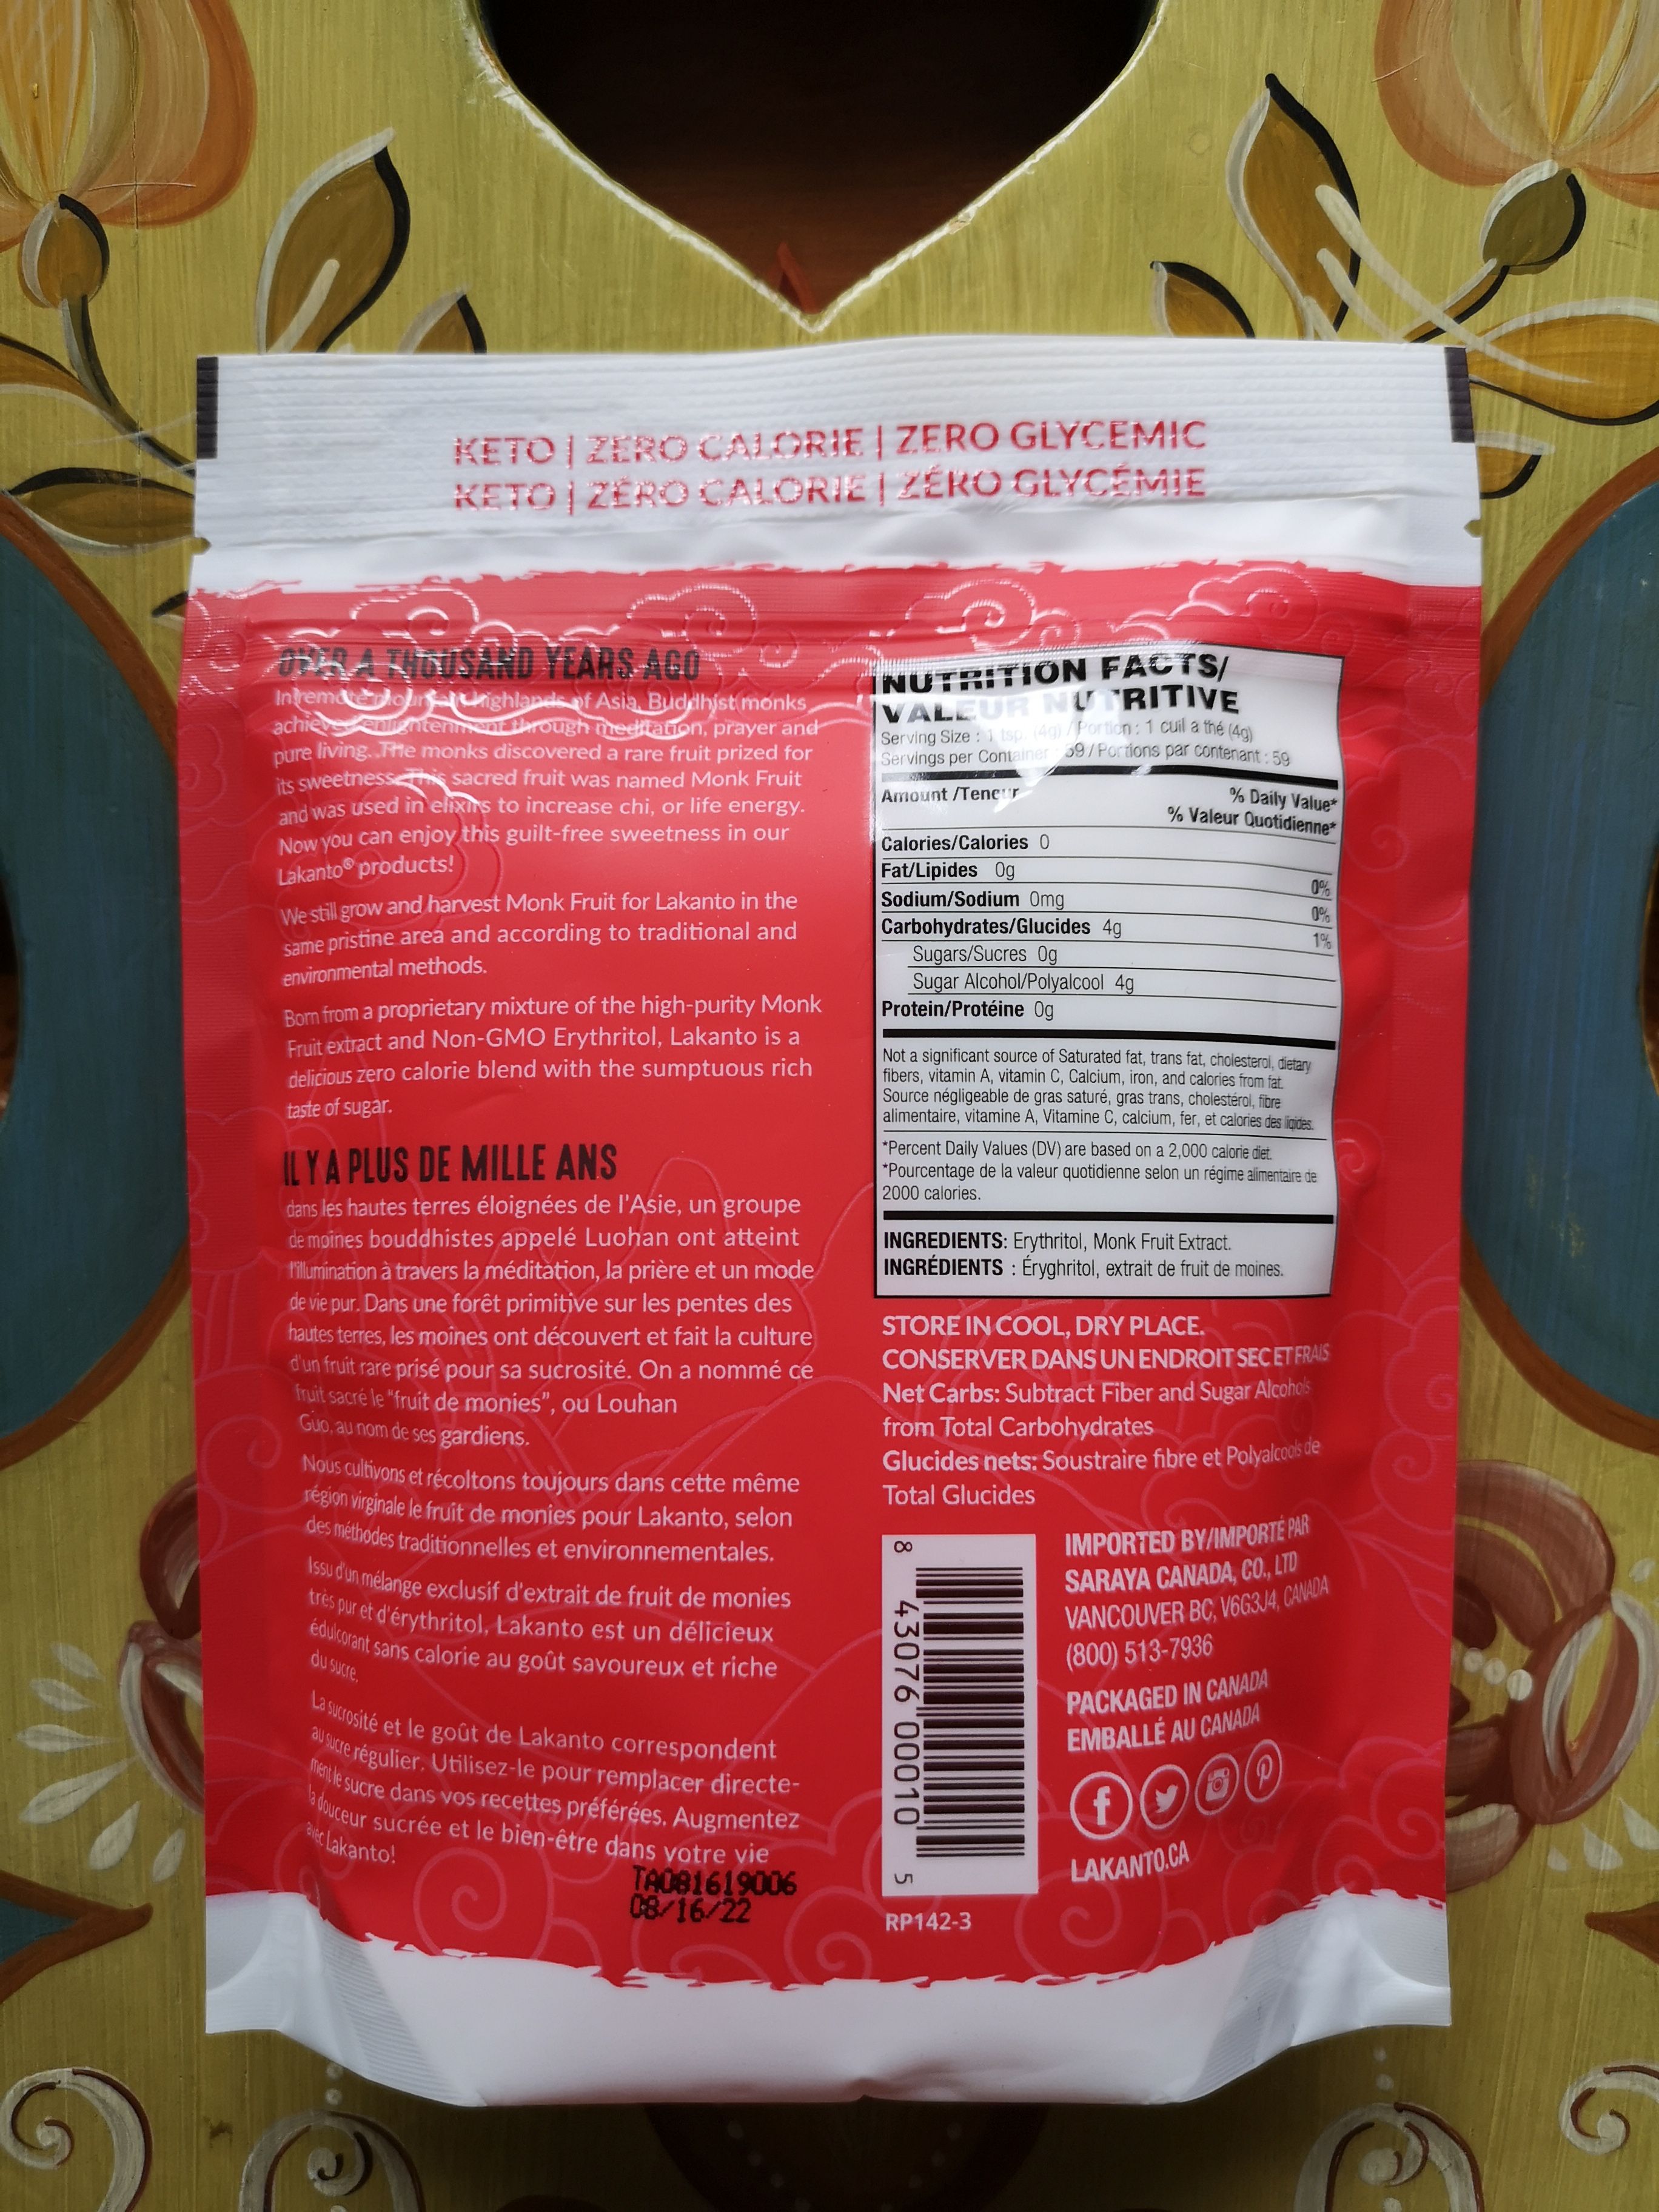 KETO | ZERO CALORIE | ZERO GLYCEMIC
KETO | ZÉRO CALORIE | ZÉRO GLYCÉMIE
OVER A THOUSAND YEARS AGO
In remote mountain highlands of Asia, Buddhist monks
achieved enlightenment through meditation, prayer and
pure living. The monks discovered a rare fruit prized for
its sweetness. This sacred fruit was named Monk Fruit
and was used in elixirs to increase chi, or life energy.
Now you can enjoy this guilt-free sweetness in our
Lakanto® products!
We still grow and harvest Monk Fruit for Lakanto in the
same pristine area and according to traditional and
environmental methods.
Born from a proprietary mixture of the high-purity Monk
Fruit extract and Non-GMO Erythritol, Lakanto is a
delicious zero calorie blend with the sumptuous rich
taste of sugar.
IL Y A PLUS DE MILLE ANS
dans les hautes terres éloignées de l'Asie, un groupe
de moines bouddhistes appelé Luohan ont atteint
l'illumination à travers la méditation, la prière et un mode
de vie pur. Dans une forêt primitive sur les pentes des
hautes terres, les moines ont découvert et fait la culture
d'un fruit rare prisé pour sa sucrosité. On a nommé ce
fruit sacré le "fruit de monies", ou Louhan
Guo, au nom de ses gardiens.
Nous cultivons et récoltons toujours dans cette même
région virginale le fruit de monies pour Lakanto, selon
des méthodes traditionnelles et environnementales.
Issu d'un mélange exclusif d'extrait de fruit de monies
très pur et d'érythritol, Lakanto est un délicieux
édulcorant sans calorie au goût savoureux et riche
du sucre.
La sucrosité et le goût de Lakanto correspondent
au sucre régulier. Utilisez-le pour remplacer directe-
ment le sucre dans vos recettes préférées. Augmentez
la douceur sucrée et le bien-être dans votre vie
avec Lakanto!
TA081619006
08/16/22
NUTRITION FACTS/
VALEUR NUTRITIVE
Serving Size : 1 tsp. (4g) / Portion : 1 cuil a thé (4g)
Servings per Container : 59 / Portions par contenant : 59
Amount /Teneur
% Daily Value*
% Valeur Quotidienne*
Calories/Calories 0
Fat/Lipides 0g 0%
Sodium/Sodium 0mg 0%
Carbohydrates/Glucides 4g 1%
Sugars/Sucres 0g
Sugar Alcohol/Polyalcool 4g
Protein/Protéine 0g
Not a significant source of Saturated fat, trans fat, cholesterol, dietary
fibers, vitamin A, vitamin C, Calcium, iron, and calories from fat.
Source négligeable de gras saturé, gras trans, cholestérol, fibre
alimentaire, vitamine A, Vitamine C, calcium, fer, et calories des ligides.
*Percent Daily Values (DV) are based on a 2,000 calorie diet.
*Pourcentage de la valeur quotidienne selon un régime alimentaire de
2000 calories.
INGREDIENTS: Erythritol, Monk Fruit Extract.
INGRÉDIENTS : Éryghritol, extrait de fruit de moines.
STORE IN COOL, DRY PLACE.
CONSERVER DANS UN ENDROIT SEC ET FRAIS
Net Carbs: Subtract Fiber and Sugar Alcohols
from Total Carbohydrates
Glucides nets: Soustraire fibre et Polyalcools de
Total Glucides
8 43076 00010 5
IMPORTED BY/IMPORTÉ PAR
SARAYA CANADA, CO., LTD
VANCOUVER BC, V6G3J4, CANADA
(800) 513-7936
PACKAGED IN CANADA
EMBALLÉ AU CANADA
LAKANTO.CA
RP142-3